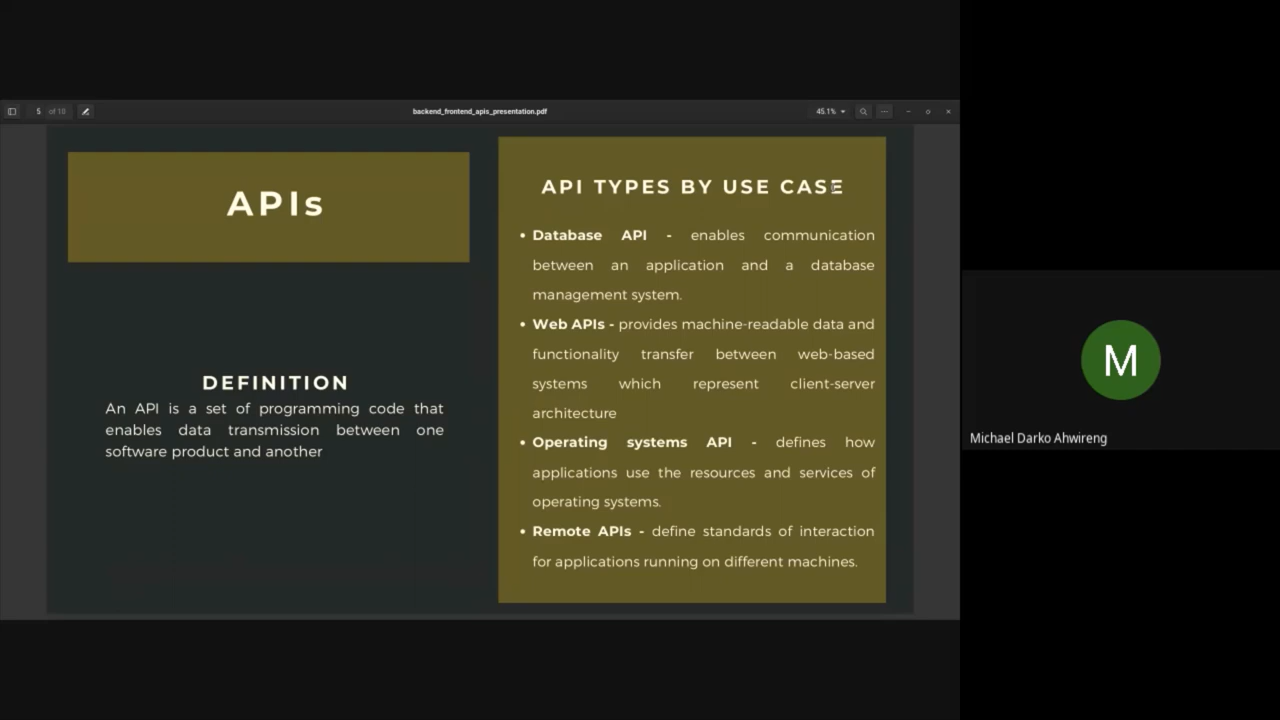 5 of 10
backend_frontend_apis_presentation.pdf
45.1%
APIs
DEFINITION
An API is a set of programming code that
enables data transmission between one
software product and another
API TYPES BY USE CASE
• Database API - enables communication
between an application and a database
management system.
• Web APIs - provides machine-readable data and
functionality transfer between web-based
systems which represent client-server
architecture
• Operating systems API - defines how
applications use the resources and services of
operating systems.
• Remote APIs - define standards of interaction
for applications running on different machines.
M
Michael Darko Ahwireng